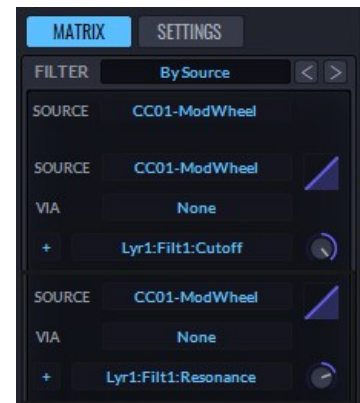 MATRIX SETTINGS
FILTER By Source < >
SOURCE CC01-ModWheel
SOURCE CC01-ModWheel
VIA None
+ Lyr1:Filt1:Cutoff
SOURCE CC01-ModWheel
VIA None
+ Lyr1:Filt1:Resonance